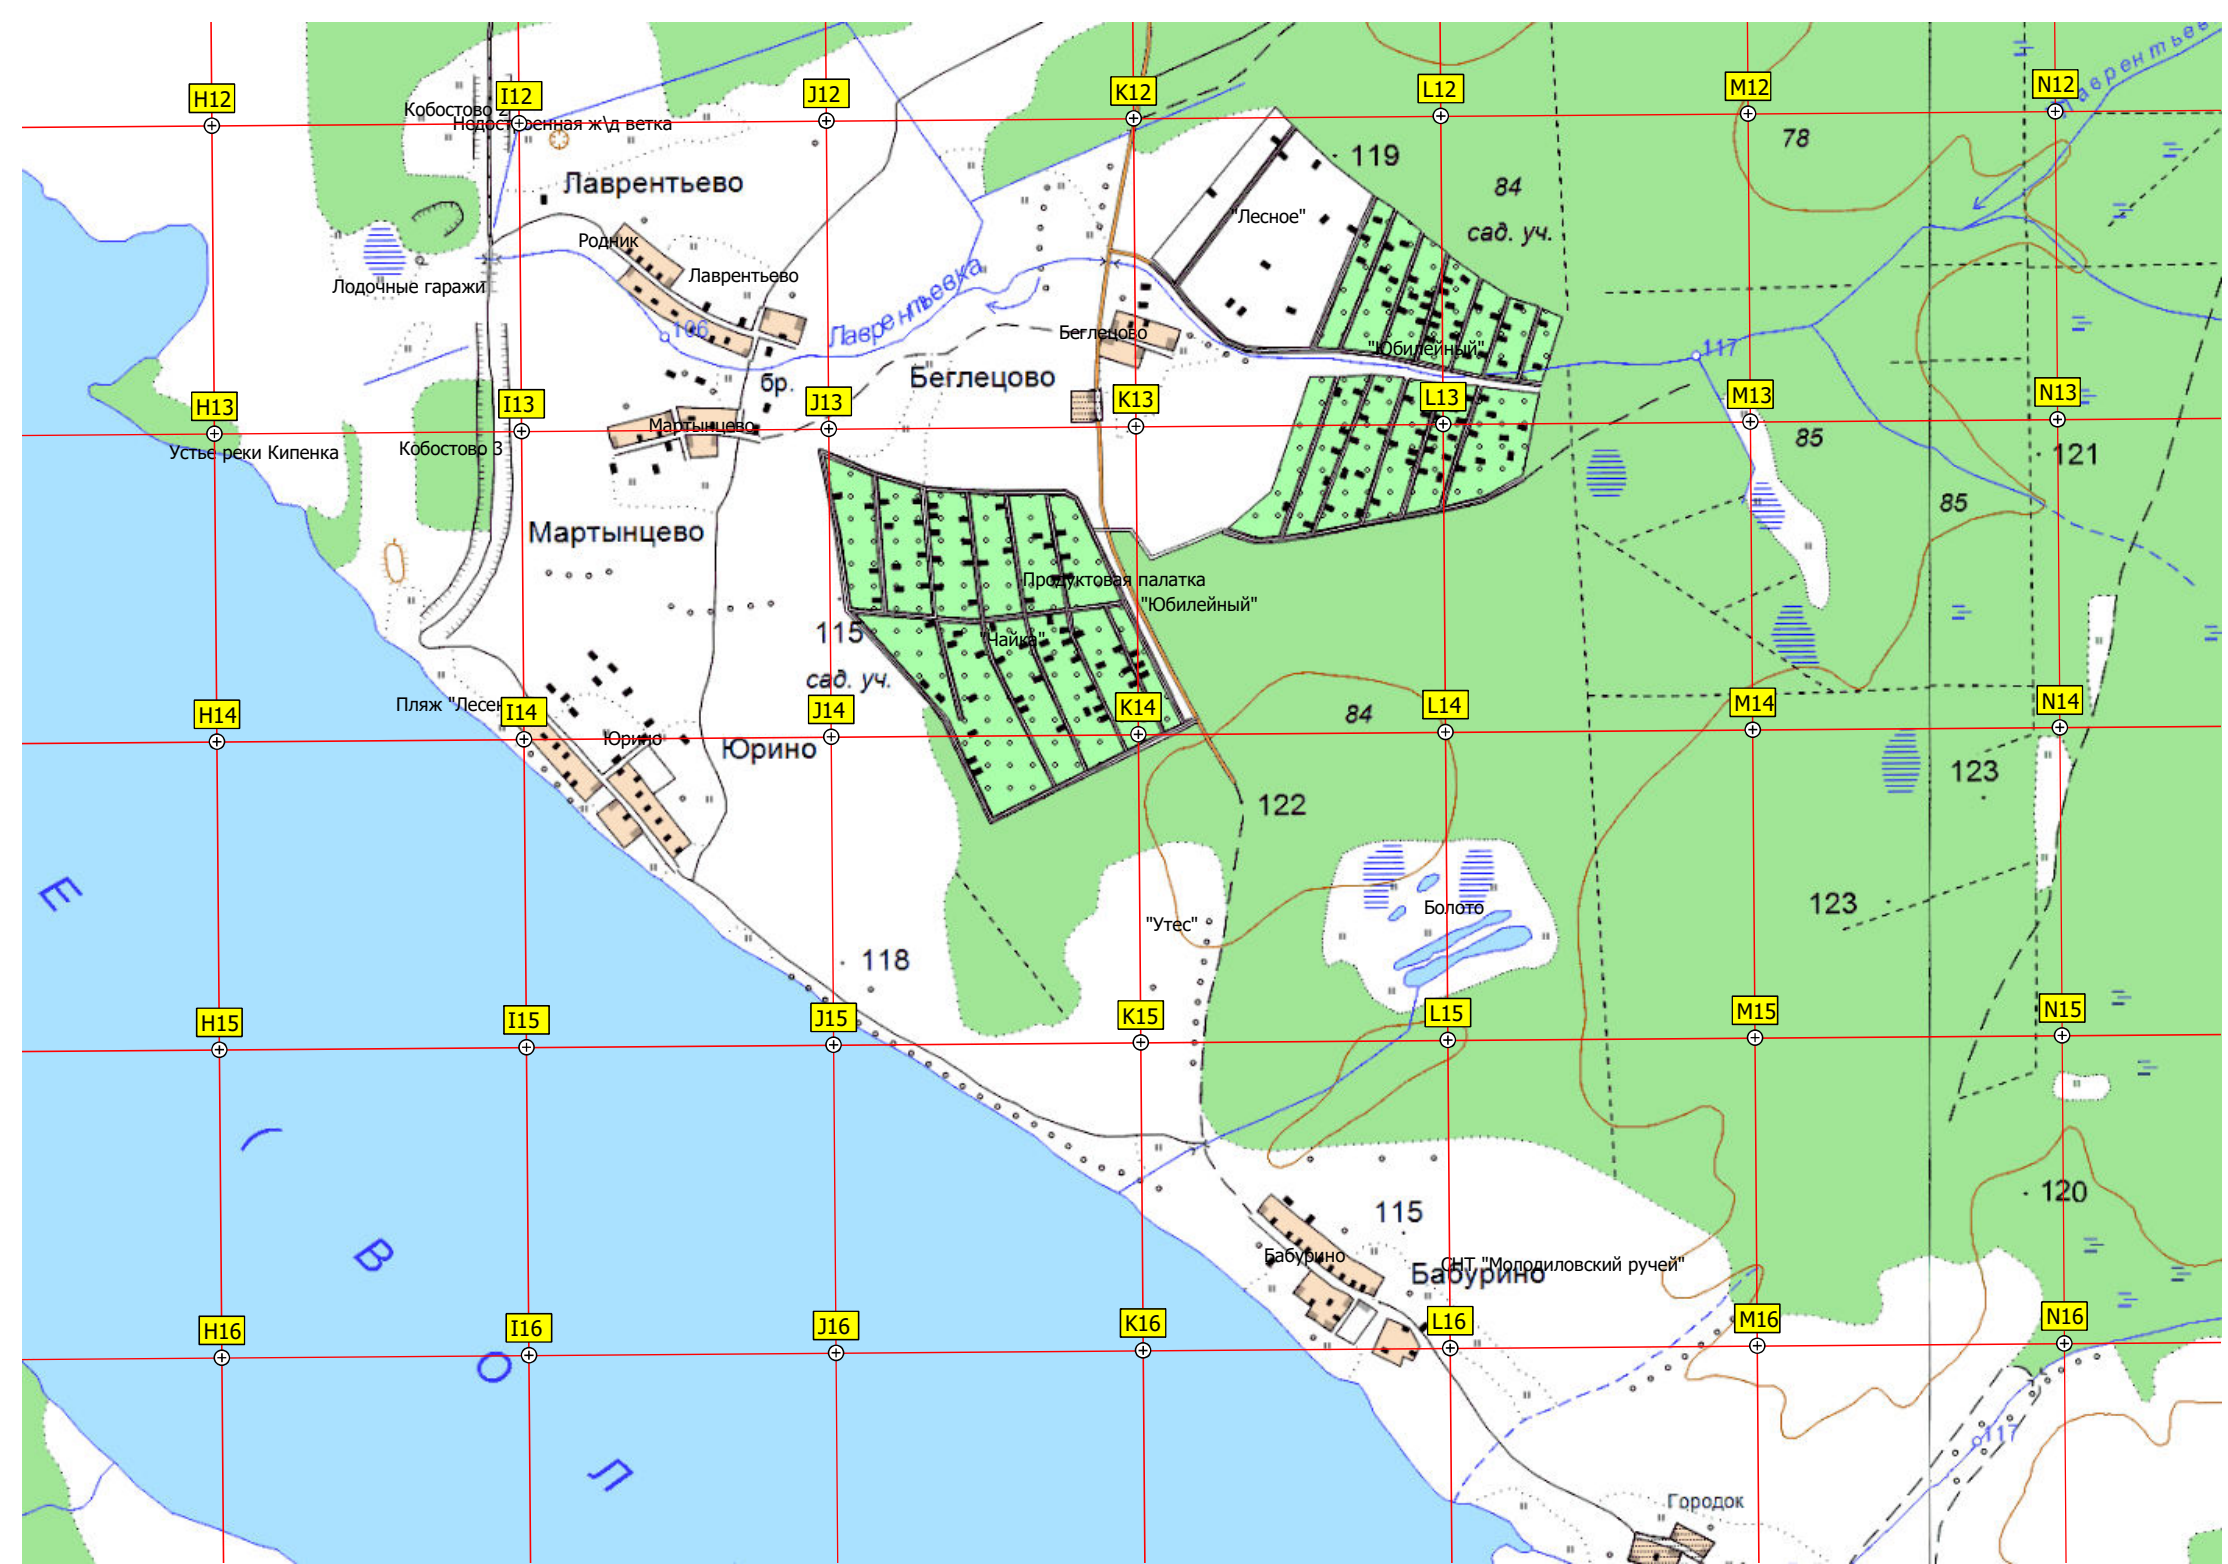 Лаврентьев
H12
I12
J12
K12
L12
M12
N12
Кобостово 2
Недостроенная ж\д ветка
78
119
84
сад. уч.
Лаврентьево
"Лесное"
Родник
Лаврентьево
Лодочные гаражи
Лаврентьевка
106
Беглецово
"Юбилейный"
117
бр.
Беглецово
H13
I13
J13
K13
L13
M13
N13
Мартынцево
85
121
Устье реки Кипенка
Кобостово 3
85
Мартынцево
Продуктовая палатка
"Юбилейный"
115
сад. уч.
"Чайка"
Пляж "Лесен
H14
I14
J14
K14
L14
M14
N14
84
Юрино
Юрино
123
122
Е
Болото
123
"Утес"
118
H15
I15
J15
K15
L15
M15
N15
(
120
115
В
Бабурино
СНТ "Молодиловский ручей"
Бабурино
H16
I16
J16
K16
L16
M16
N16
О
117
Л
Городок